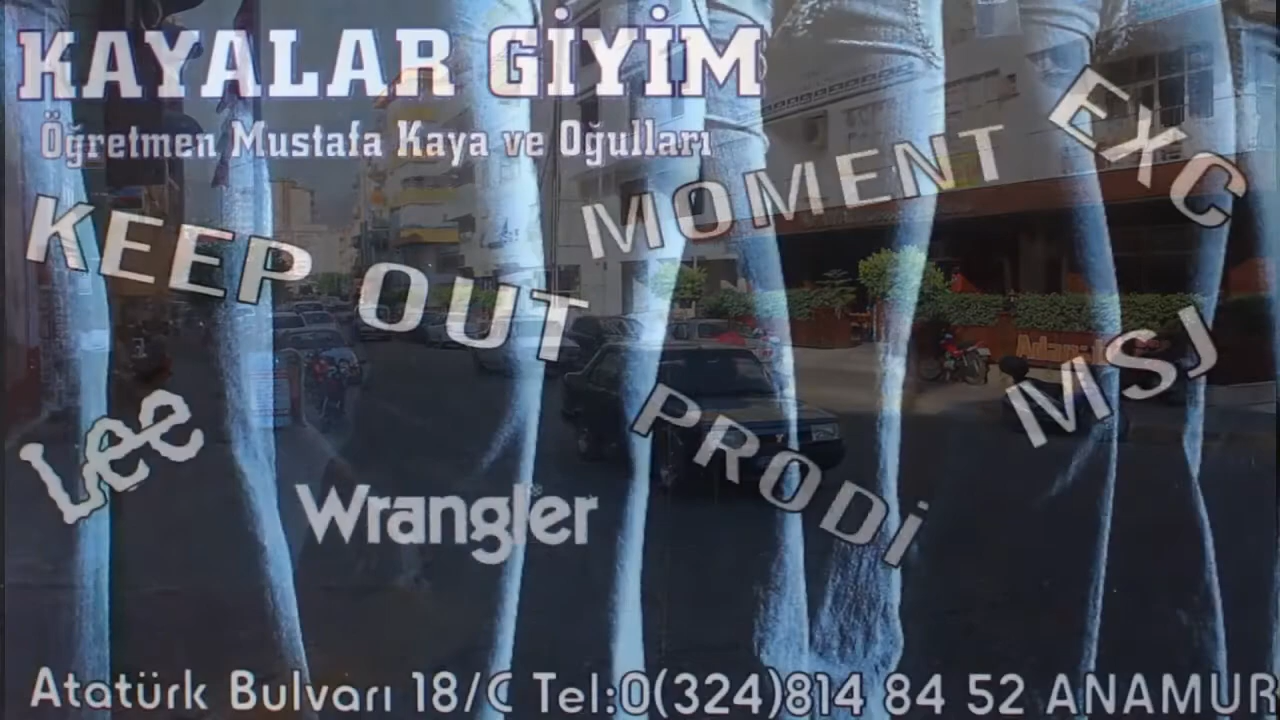 KAYALAR GİYİM
Öğretmen Mustafa Kaya ve Oğulları
KEEP OUT
MOMENT
EXC
Lee
Wrangler
PRODİ
MSJ
Atatürk Bulvarı 18/C Tel:0(324)814 84 52 ANAMUR